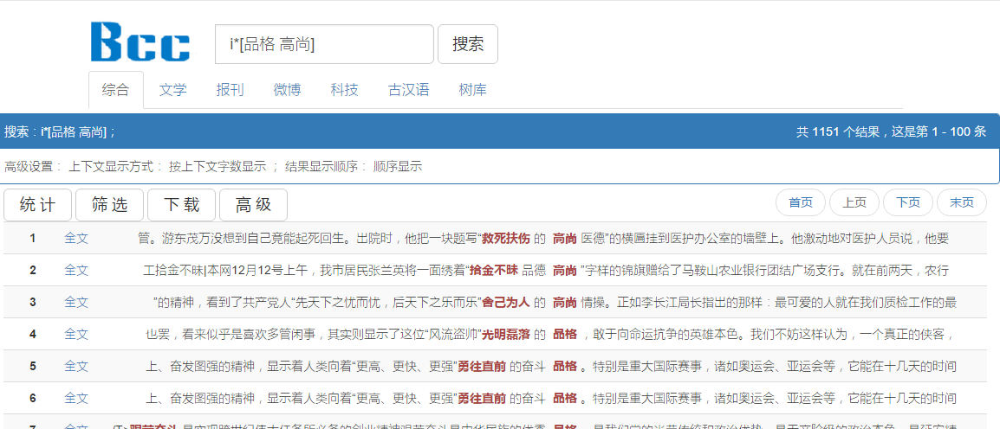 Bcc
i*[品格 高尚]
搜索
综合 文学 报刊 微博 科技 古汉语 树库
搜索：i*[品格 高尚]；
共 1151 个结果，这是第 1 - 100 条
高级设置： 上下文显示方式： 按上下文字数显示 ； 结果显示顺序： 顺序显示
统 计 筛 选 下 载 高 级 首页 上页 下页 末页
1 全文 管。游东茂万没想到自己竟能起死回生。出院时，他把一块题写“救死扶伤 的 高尚 医德”的横匾挂到医护办公室的墙壁上。他激动地对医护人员说，他要
2 全文 工拾金不昧|本网12月12号上午，我市居民张兰英将一面绣着“拾金不昧 品德 高尚 ”字样的锦旗赠给了马鞍山农业银行团结广场支行。就在前两天，农行
3 全文 ”的精神，看到了共产党人“先天下之忧而忧，后天下之乐而乐”舍己为人 的 高尚 情操。正如李长江局长指出的那样：最可爱的人就在我们质检工作的最
4 全文 也罢，看来似乎是喜欢多管闲事，其实则显示了这位“风流盗帅”光明磊落 的 品格 ，敢于向命运抗争的英雄本色。我们不妨这样认为，一个真正的侠客，
5 全文 上、奋发图强的精神，显示着人类向着“更高、更快、更强”勇往直前 的奋斗 品格 。特别是重大国际赛事，诸如奥运会、亚运会等，它能在十几天的时间
6 全文 上、奋发图强的精神，显示着人类向着“更高、更快、更强”勇往直前 的奋斗 品格 。特别是重大国际赛事，诸如奥运会、亚运会等，它能在十几天的时间